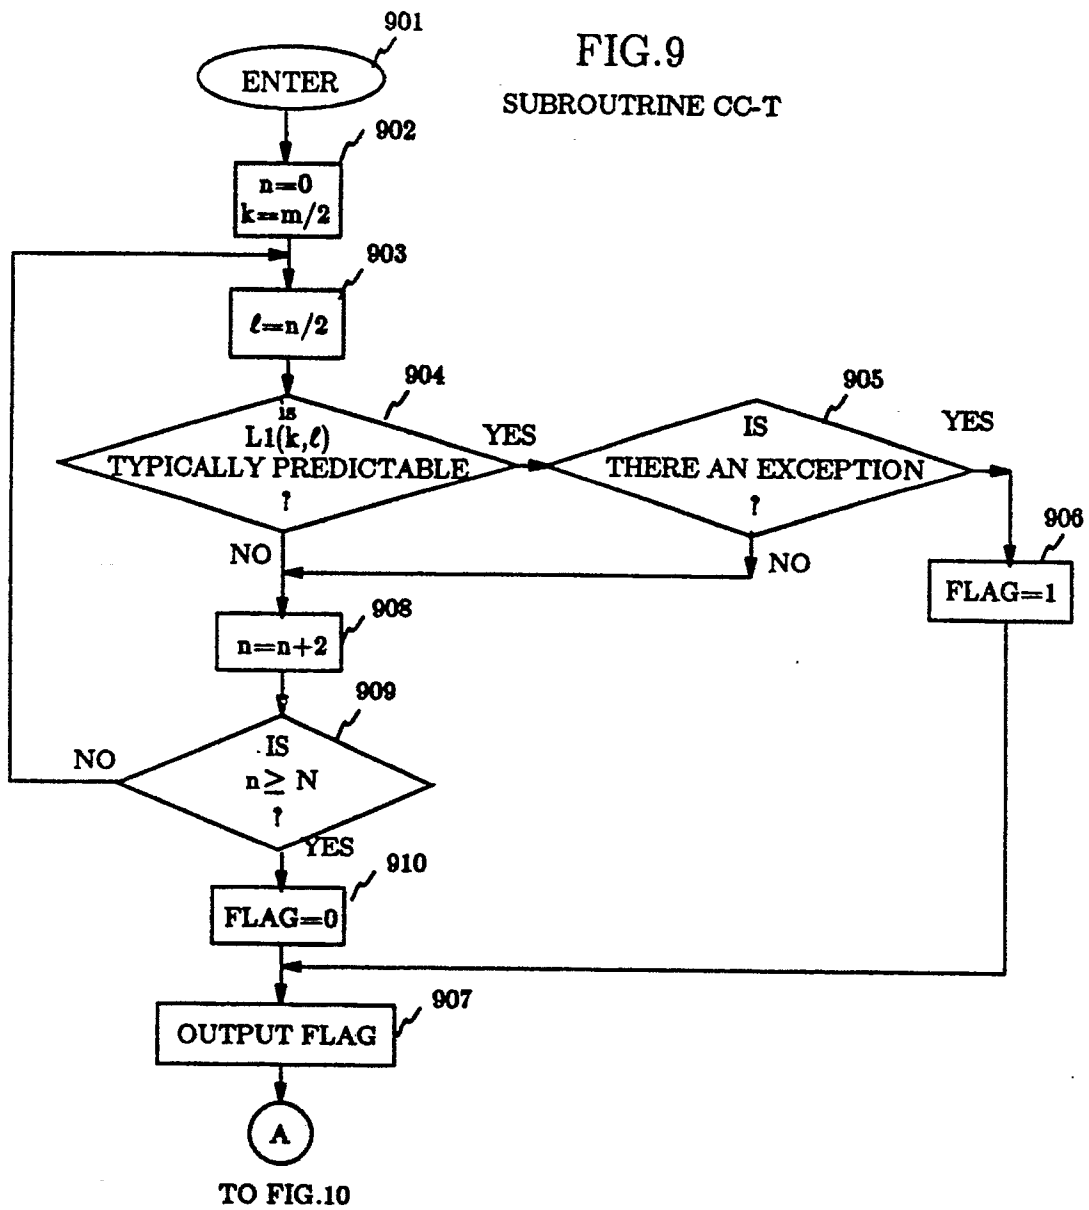 FIG.9
SUBROUTRINE CC-T
901
ENTER
902
n=0
k=m/2
903
ℓ=n/2
904
is
L1(k,ℓ)
TYPICALLY PREDICTABLE
?
YES
NO
905
IS
THERE AN EXCEPTION
?
YES
NO
906
FLAG=1
908
n=n+2
909
IS
n≥ N
?
NO
YES
910
FLAG=0
907
OUTPUT FLAG
A
TO FIG.10